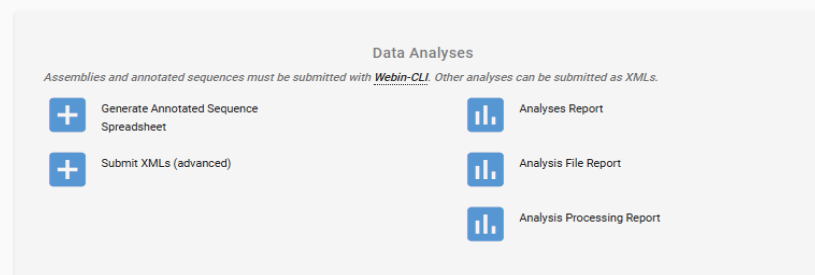 Data Analyses
Assemblies and annotated sequences must be submitted with Webin-CLI. Other analyses can be submitted as XMLs.
Generate Annotated Sequence
Spreadsheet
Submit XMLs (advanced)
Analyses Report
Analysis File Report
Analysis Processing Report